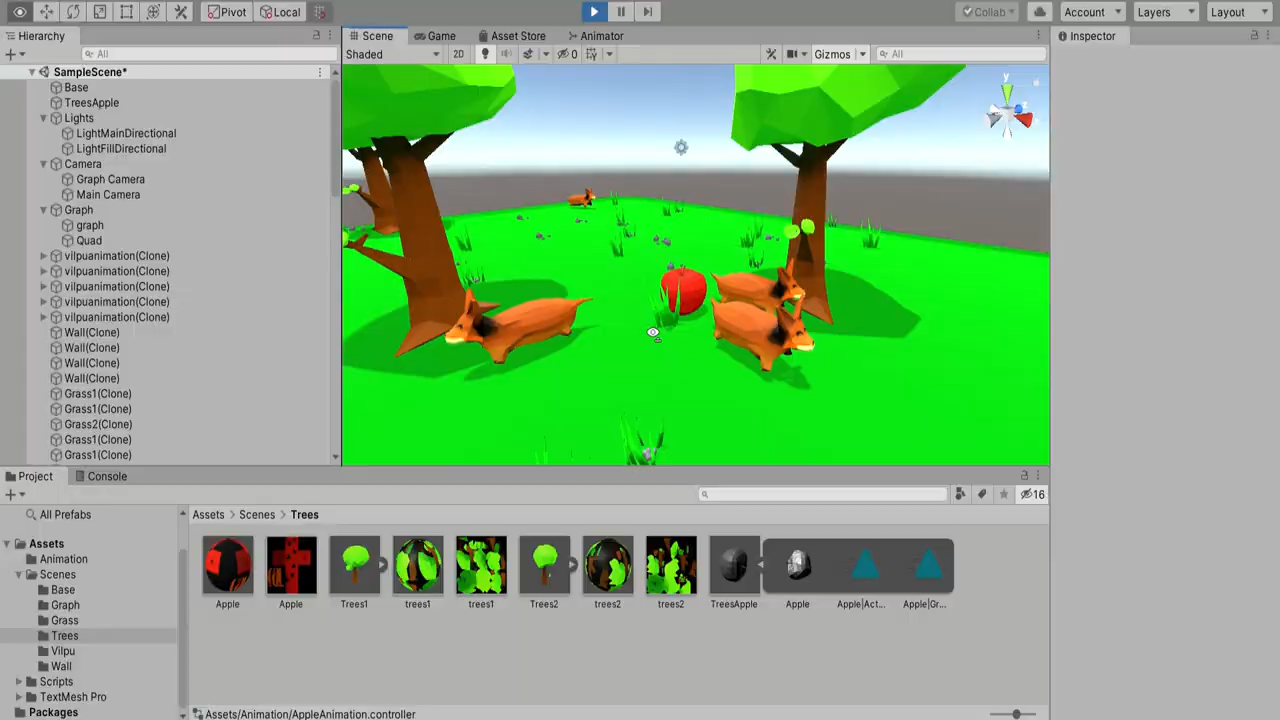 Pivot Local Collab Account Layers Layout
Hierarchy Scene Game Asset Store Animator Inspector
All Shaded 2D 0 Gizmos All
SampleScene*
Base
TreesApple
Lights
LightMainDirectional
LightFillDirectional
Camera
Graph Camera
Main Camera
Graph
graph
Quad
vilpuanimation(Clone)
vilpuanimation(Clone)
vilpuanimation(Clone)
vilpuanimation(Clone)
vilpuanimation(Clone)
Wall(Clone)
Wall(Clone)
Wall(Clone)
Wall(Clone)
Grass1(Clone)
Grass1(Clone)
Grass2(Clone)
Grass1(Clone)
Grass1(Clone)
y
z
Project Console
16
All Prefabs
Assets
Animation
Scenes
Base
Graph
Grass
Trees
Vilpu
Wall
Scripts
TextMesh Pro
Packages
Assets > Scenes > Trees
Apple Apple Trees1 trees1 trees1 Trees2 trees2 trees2 TreesApple Apple Apple|Act... Apple|Gr...
Assets/Animation/AppleAnimation.controller